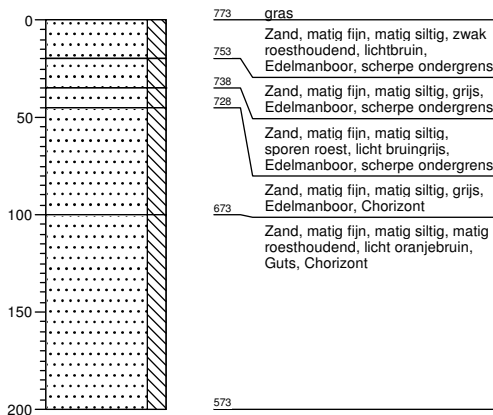 0
50
100
150
200
773
gras
Zand, matig fijn, matig siltig, zwak
roesthoudend, lichtbruin,
Edelmanboor, scherpe ondergrens
753
Zand, matig fijn, matig siltig, grijs,
Edelmanboor, scherpe ondergrens
738
Zand, matig fijn, matig siltig,
sporen roest, licht bruingrijs,
Edelmanboor, scherpe ondergrens
728
Zand, matig fijn, matig siltig, grijs,
Edelmanboor, Chorizont
673
Zand, matig fijn, matig siltig, matig
roesthoudend, licht oranjebruin,
Guts, Chorizont
573